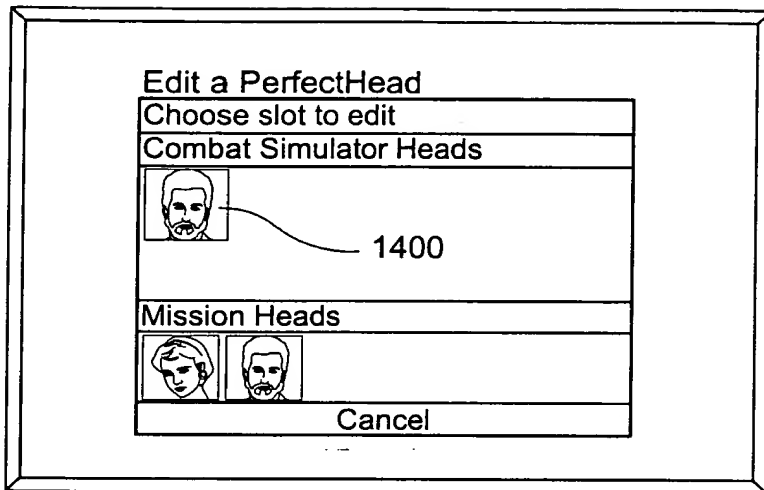 Edit a PerfectHead
Choose slot to edit
Combat Simulator Heads
1400
Mission Heads
Cancel